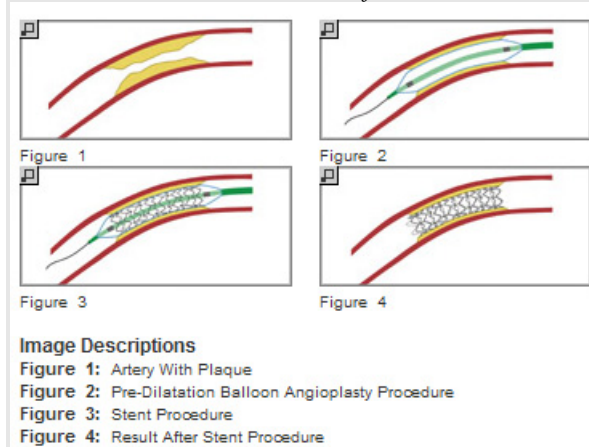 Figure 1
Figure 2
Figure 3
Figure 4
Image Descriptions
Figure 1: Artery With Plaque
Figure 2: Pre-Dilatation Balloon Angioplasty Procedure
Figure 3: Stent Procedure
Figure 4: Result After Stent Procedure